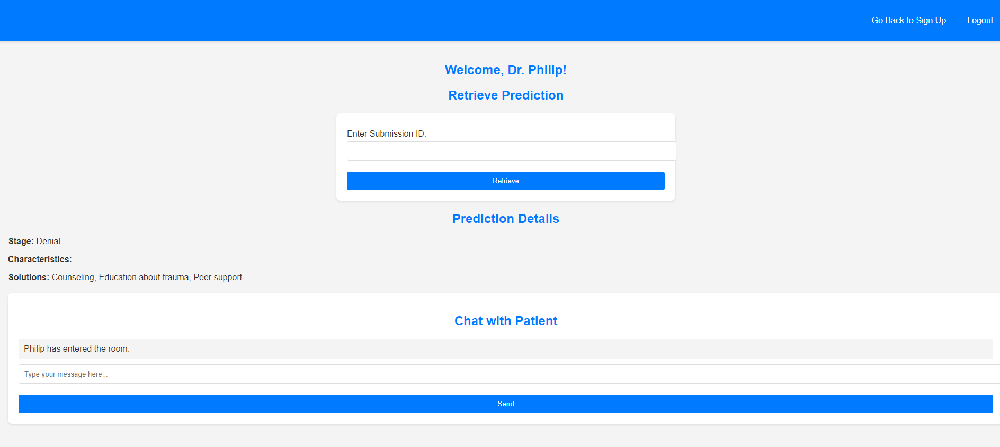 Go Back to Sign Up Logout
Welcome, Dr. Philip!
Retrieve Prediction
Enter Submission ID:
Retrieve
Prediction Details
Stage: Denial
Characteristics: ...
Solutions: Counseling, Education about trauma, Peer support
Chat with Patient
Philip has entered the room.
Type your message here...
Send